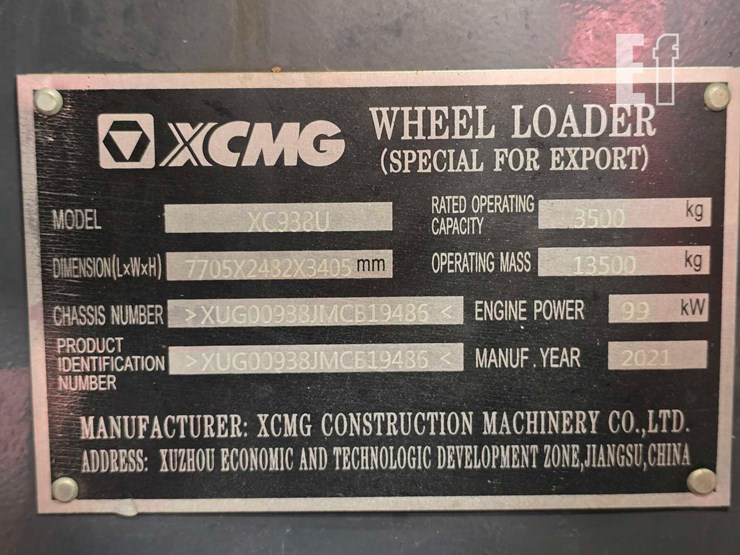 Ef
XCMG WHEEL LOADER
(SPECIAL FOR EXPORT)
MODEL XC938U
RATED OPERATING CAPACITY 3500 kg
DIMENSION(L×W×H) 7705X2482X3405 mm
OPERATING MASS 13500 kg
CHASSIS NUMBER >XUG00938JMCB19486<
ENGINE POWER 99 kW
PRODUCT IDENTIFICATION NUMBER >XUG00938JMCB19486<
MANUF.YEAR 2021
MANUFACTURER: XCMG CONSTRUCTION MACHINERY CO.,LTD.
ADDRESS: XUZHOU ECONOMIC AND TECHNOLOGIC DEVELOPMENT ZONE,JIANGSU,CHINA